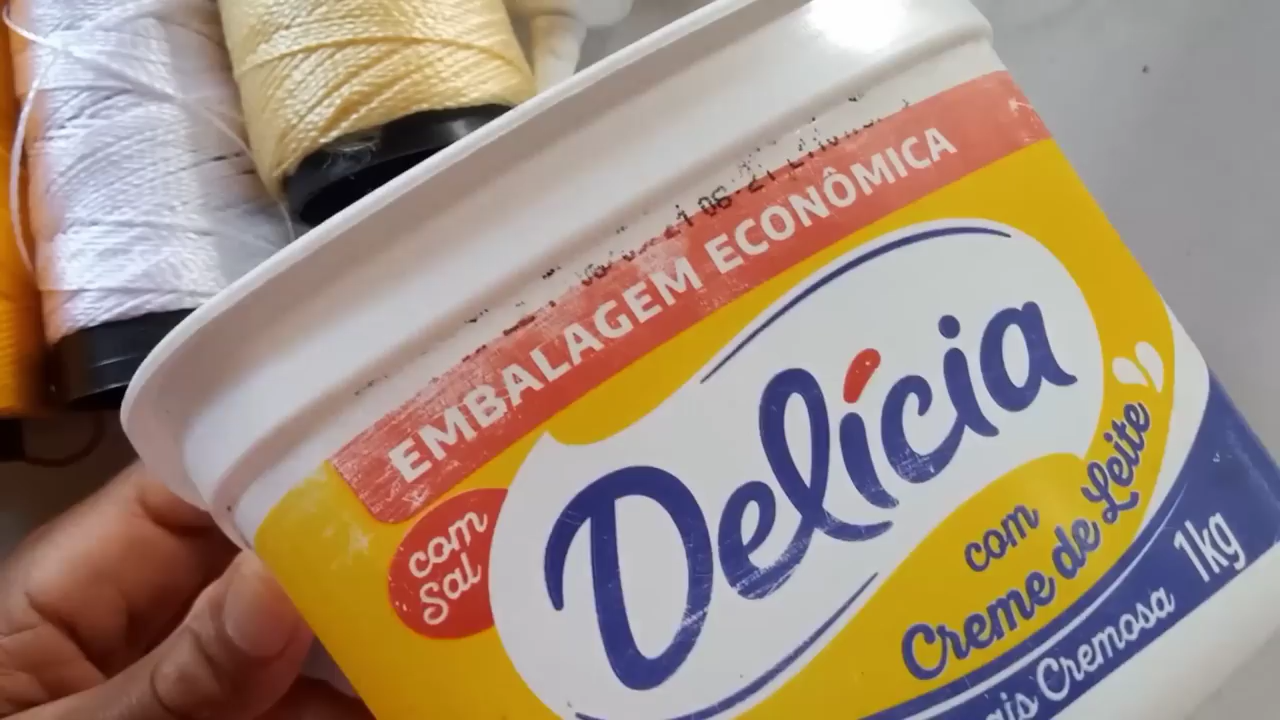 EMBALAGEM ECONÔMICA
Delícia
com
Sal
com
Creme de Leite
Cremosa 1kg